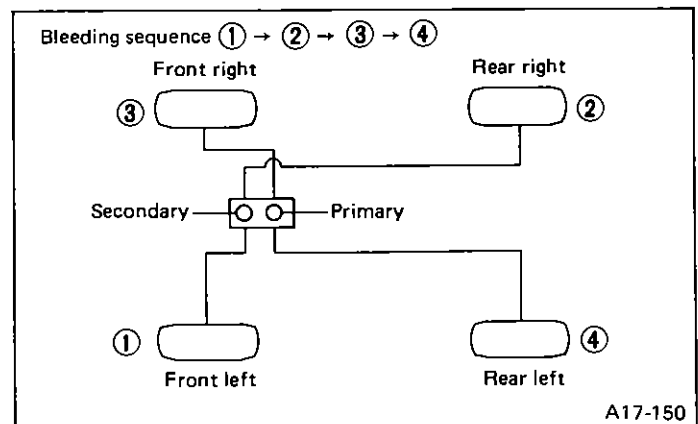 Bleeding sequence ① → ② → ③ → ④
Front right
Rear right
③
②
Secondary
Primary
①
④
Front left
Rear left
A17-150